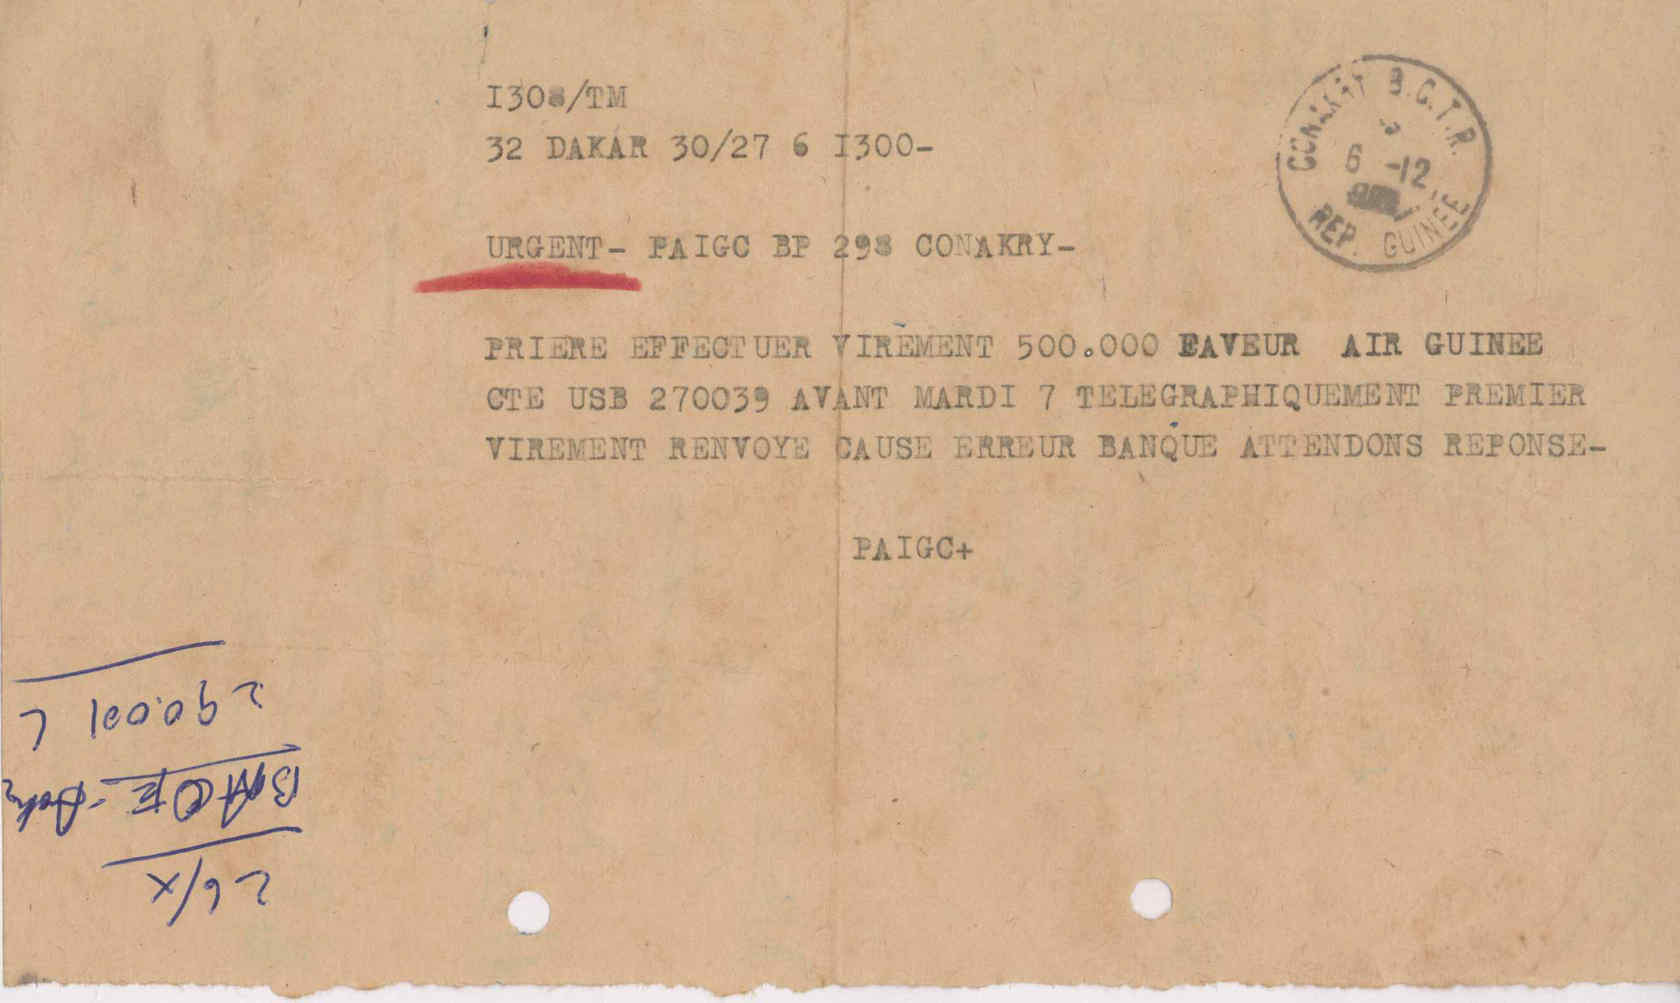 I308/TM
32 DAKAR 30/27 6 I300-
URGENT- PAIGC BP 298 CONAKRY-
PRIERE EFFECTUER VIREMENT 500.000 FAVEUR AIR GUINEE
CTE USB 270039 AVANT MARDI 7 TELEGRAPHIQUEMENT PREMIER
VIREMENT RENVOYE CAUSE ERREUR BANQUE ATTENDONS REPONSE-
PAIGC+
CONAKRY B.C.T.R.
6 -12
REP. GUINEE
26/X